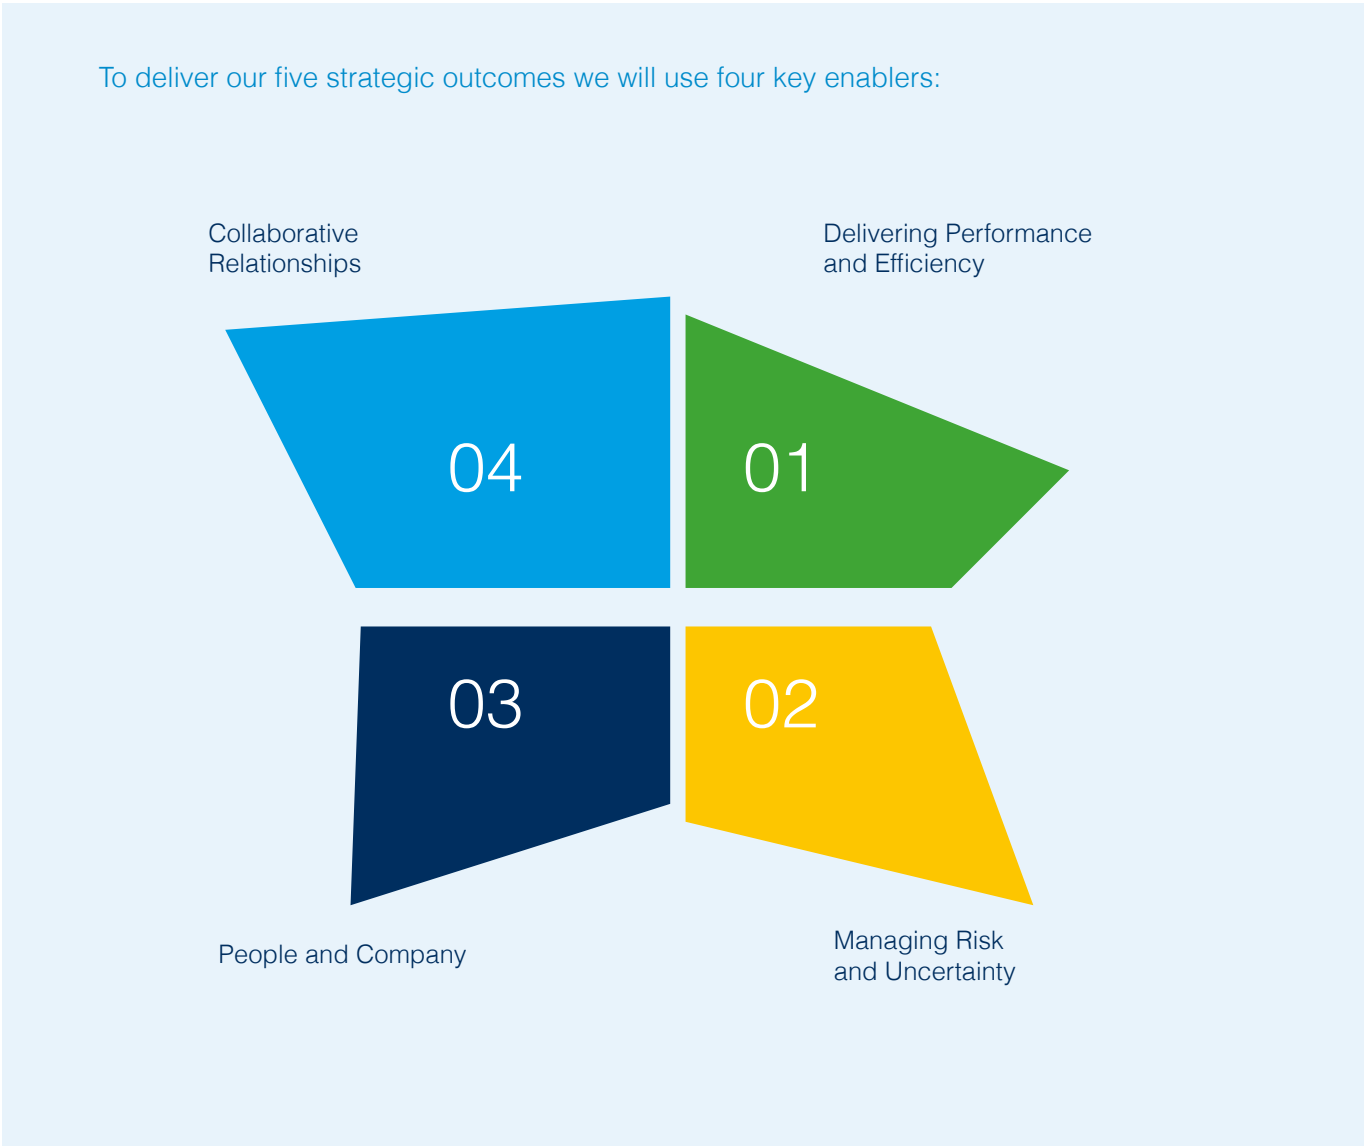 To deliver our five strategic outcomes we will use four key enablers:
Collaborative
Relationships
Delivering Performance
and Efficiency
04
01
03
02
People and Company
Managing Risk
and Uncertainty